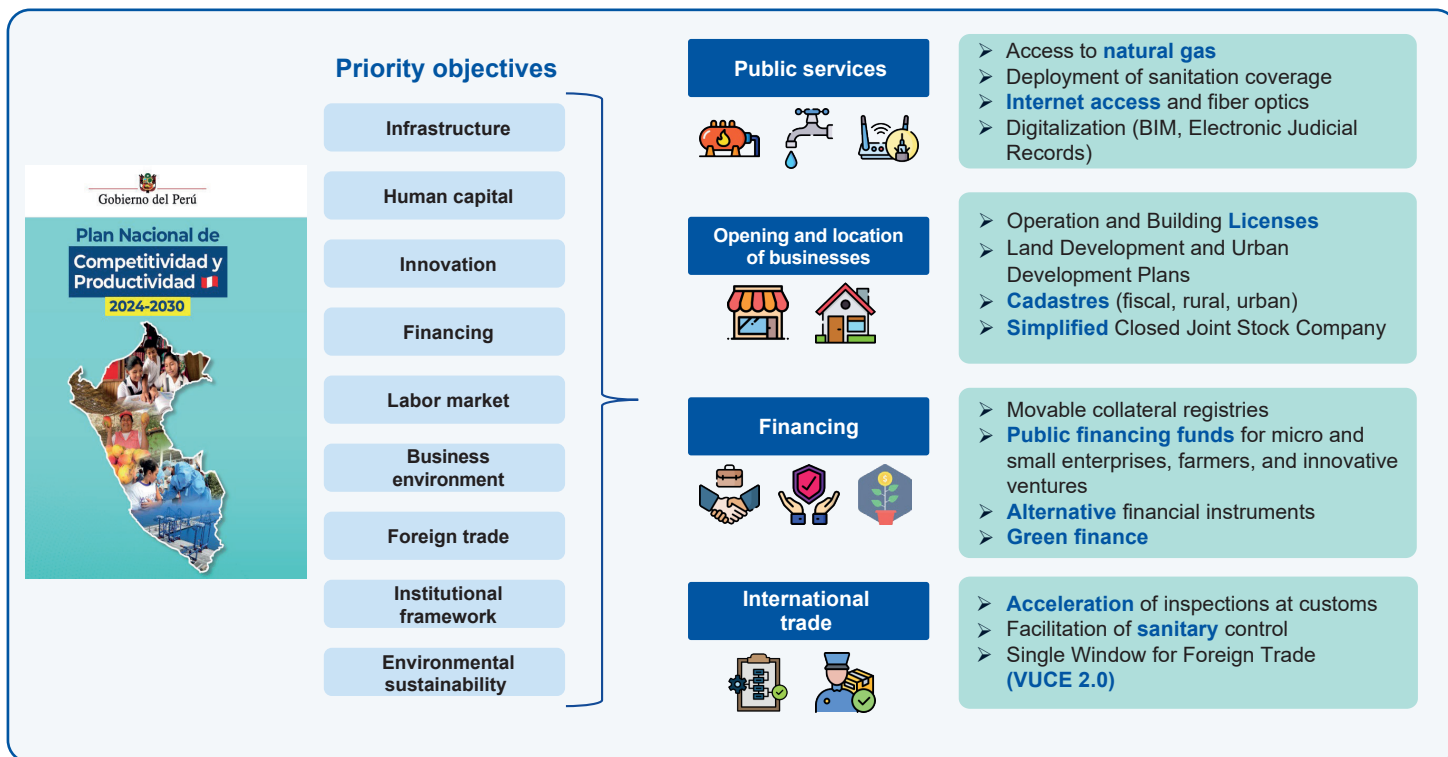 Gobierno del Perú
Plan Nacional de
Competitividad y
Productividad
2024-2030
Priority objectives
Infrastructure
Human capital
Innovation
Financing
Labor market
Business
environment
Foreign trade
Institutional
framework
Environmental
sustainability
Public services
➢ Access to natural gas
➢ Deployment of sanitation coverage
➢ Internet access and fiber optics
➢ Digitalization (BIM, Electronic Judicial
Records)
Opening and location
of businesses
➢ Operation and Building Licenses
➢ Land Development and Urban
Development Plans
➢ Cadastres (fiscal, rural, urban)
➢ Simplified Closed Joint Stock Company
Financing
➢ Movable collateral registries
➢ Public financing funds for micro and
small enterprises, farmers, and innovative
ventures
➢ Alternative financial instruments
➢ Green finance
International
trade
➢ Acceleration of inspections at customs
➢ Facilitation of sanitary control
➢ Single Window for Foreign Trade
(VUCE 2.0)